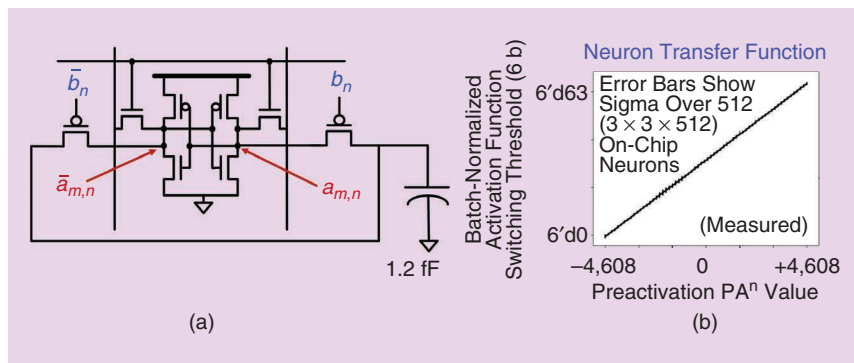 b̄n
bn
ām,n
am,n
1.2 fF
(a)
Neuron Transfer Function
Batch-Normalized
Activation Function
Switching Threshold (6 b)
6′d63
6′d0
Error Bars Show
Sigma Over 512
(3 × 3 × 512)
On-Chip
Neurons
(Measured)
–4,608 0 +4,608
Preactivation PAⁿ Value
(b)